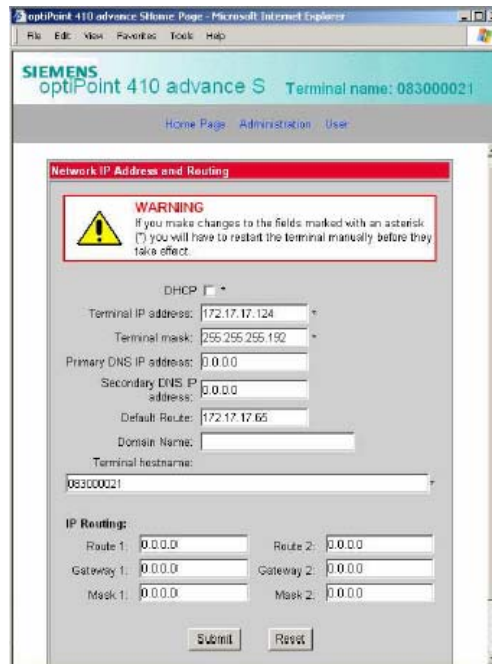 optiPoint 410 advance SHome Page - Microsoft Internet Explorer
File Edit View Favorites Tools Help
SIEMENS
optiPoint 410 advance S Terminal name: 083000021
Home Page Administration User
Network IP Address and Routing
WARNING
If you make changes to the fields marked with an asterisk
(*) you will have to restart the terminal manually before they
take effect.
DHCP *
Terminal IP address: 172.17.17.124 *
Terminal mask: 255.255.255.192 *
Primary DNS IP address: 0.0.0.0
Secondary DNS IP
address: 0.0.0.0
Default Route: 172.17.17.65
Domain Name:
Terminal hostname:
083000021 *
IP Routing:
Route 1: 0.0.0.0 Route 2: 0.0.0.0
Gateway 1: 0.0.0.0 Gateway 2: 0.0.0.0
Mask 1: 0.0.0.0 Mask 2: 0.0.0.0
Submit Reset